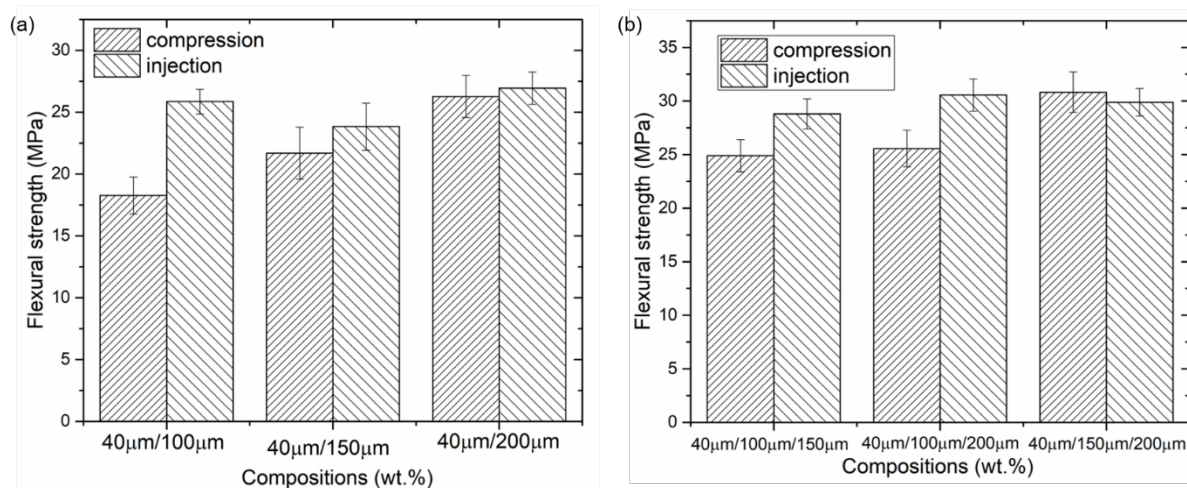 (a)
compression
injection
Flexural strength (MPa)
30
25
20
15
10
5
0
40μm/100μm
40μm/150μm
40μm/200μm
Compositions (wt.%)
(b)
compression
injection
Flexural strength (MPa)
35
30
25
20
15
10
5
0
40μm/100μm/150μm
40μm/100μm/200μm
40μm/150μm/200μm
Compositions (wt.%)